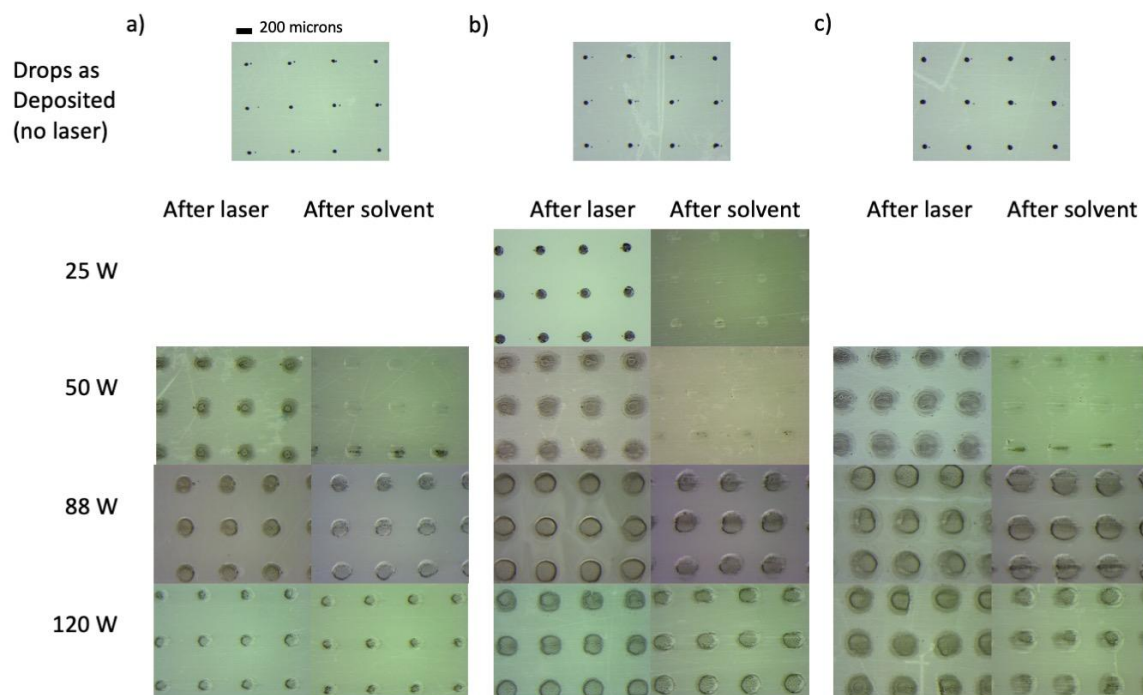 a)
200 microns
b)
c)
Drops as
Deposited
(no laser)
After laser
After solvent
After laser
After solvent
After laser
After solvent
25 W
50 W
88 W
120 W